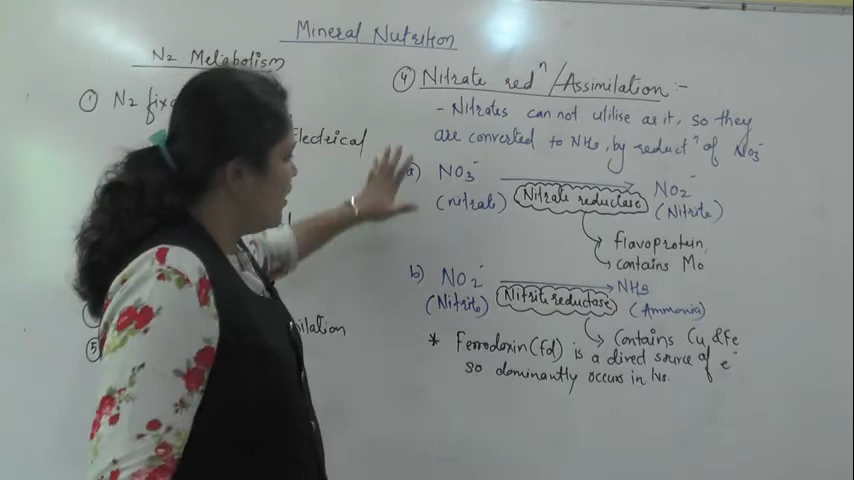 Mineral Nutrition
N2 Metabolism
① N2 fix
Electrical
⑤ ilation
④ Nitrate redⁿ/Assimilation :-
- Nitrates can not utilise as it, so they
are converted to NH3, by reductⁿ of NO3⁻
a) NO3⁻ Nitrate reductase NO2⁻
(nitrate) (Nitrite)
flavoprotein
contains Mo
b) NO2⁻ Nitrite reductase NH3
(Nitrite) (Ammonia)
Contains Cu & Fe
* Ferrodoxin (Fd) is a direct source of e⁻
so dominantly occurs in lvs.